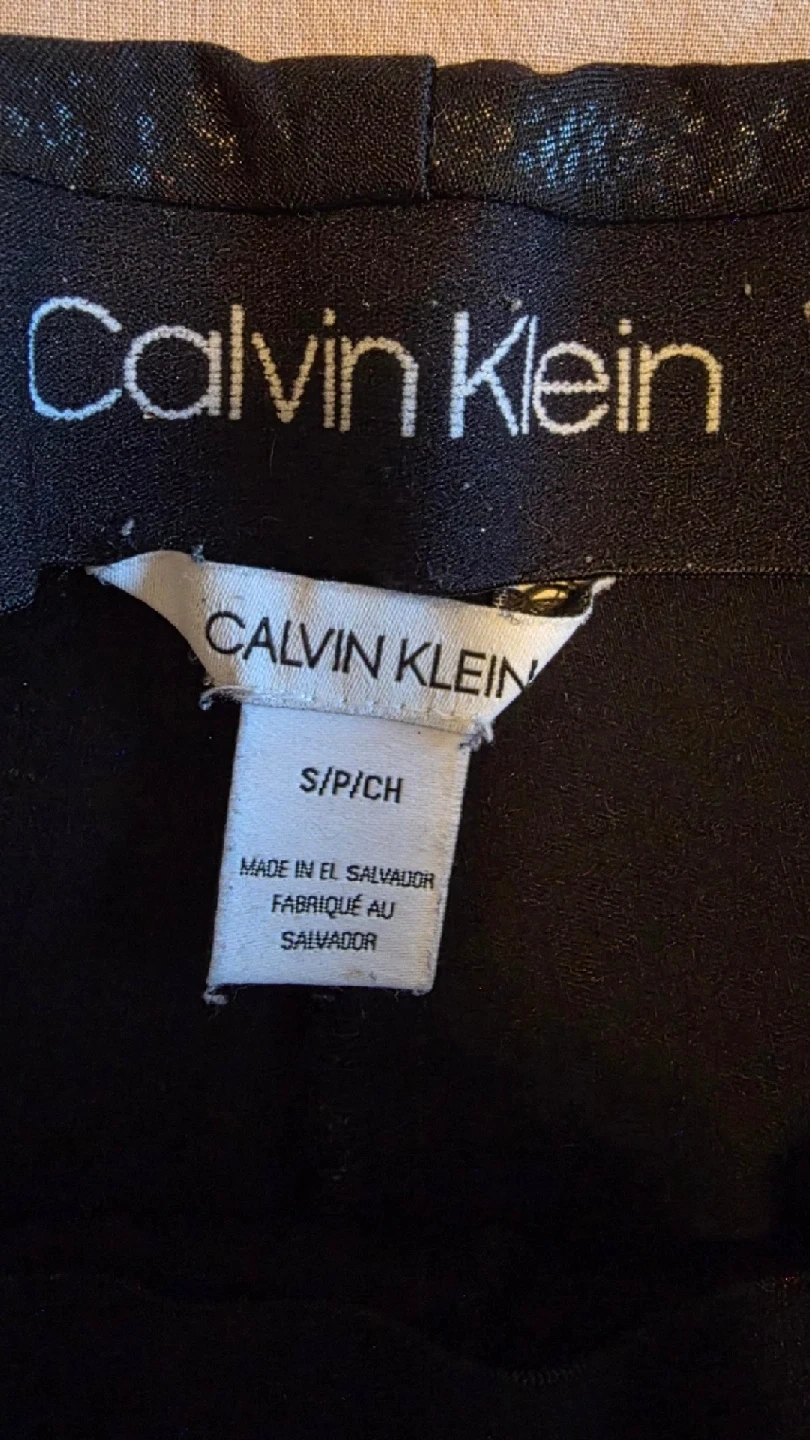 Calvin Klein
CALVIN KLEIN
S/P/CH
MADE IN EL SALVADOR
FABRIQUÉ AU
SALVADOR